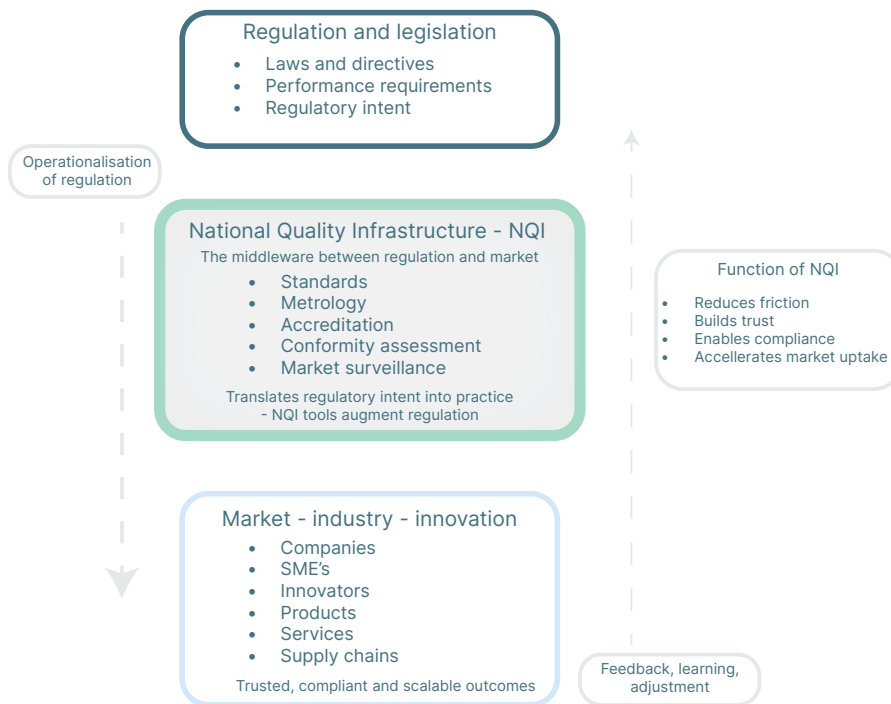 Regulation and legislation
• Laws and directives
• Performance requirements
• Regulatory intent
Operationalisation
of regulation
National Quality Infrastructure - NQI
The middleware between regulation and market
• Standards
• Metrology
• Accreditation
• Conformity assessment
• Market surveillance
Translates regulatory intent into practice
- NQI tools augment regulation
Function of NQI
• Reduces friction
• Builds trust
• Enables compliance
• Accellerates market uptake
Market - industry - innovation
• Companies
• SME’s
• Innovators
• Products
• Services
• Supply chains
Trusted, compliant and scalable outcomes
Feedback, learning,
adjustment